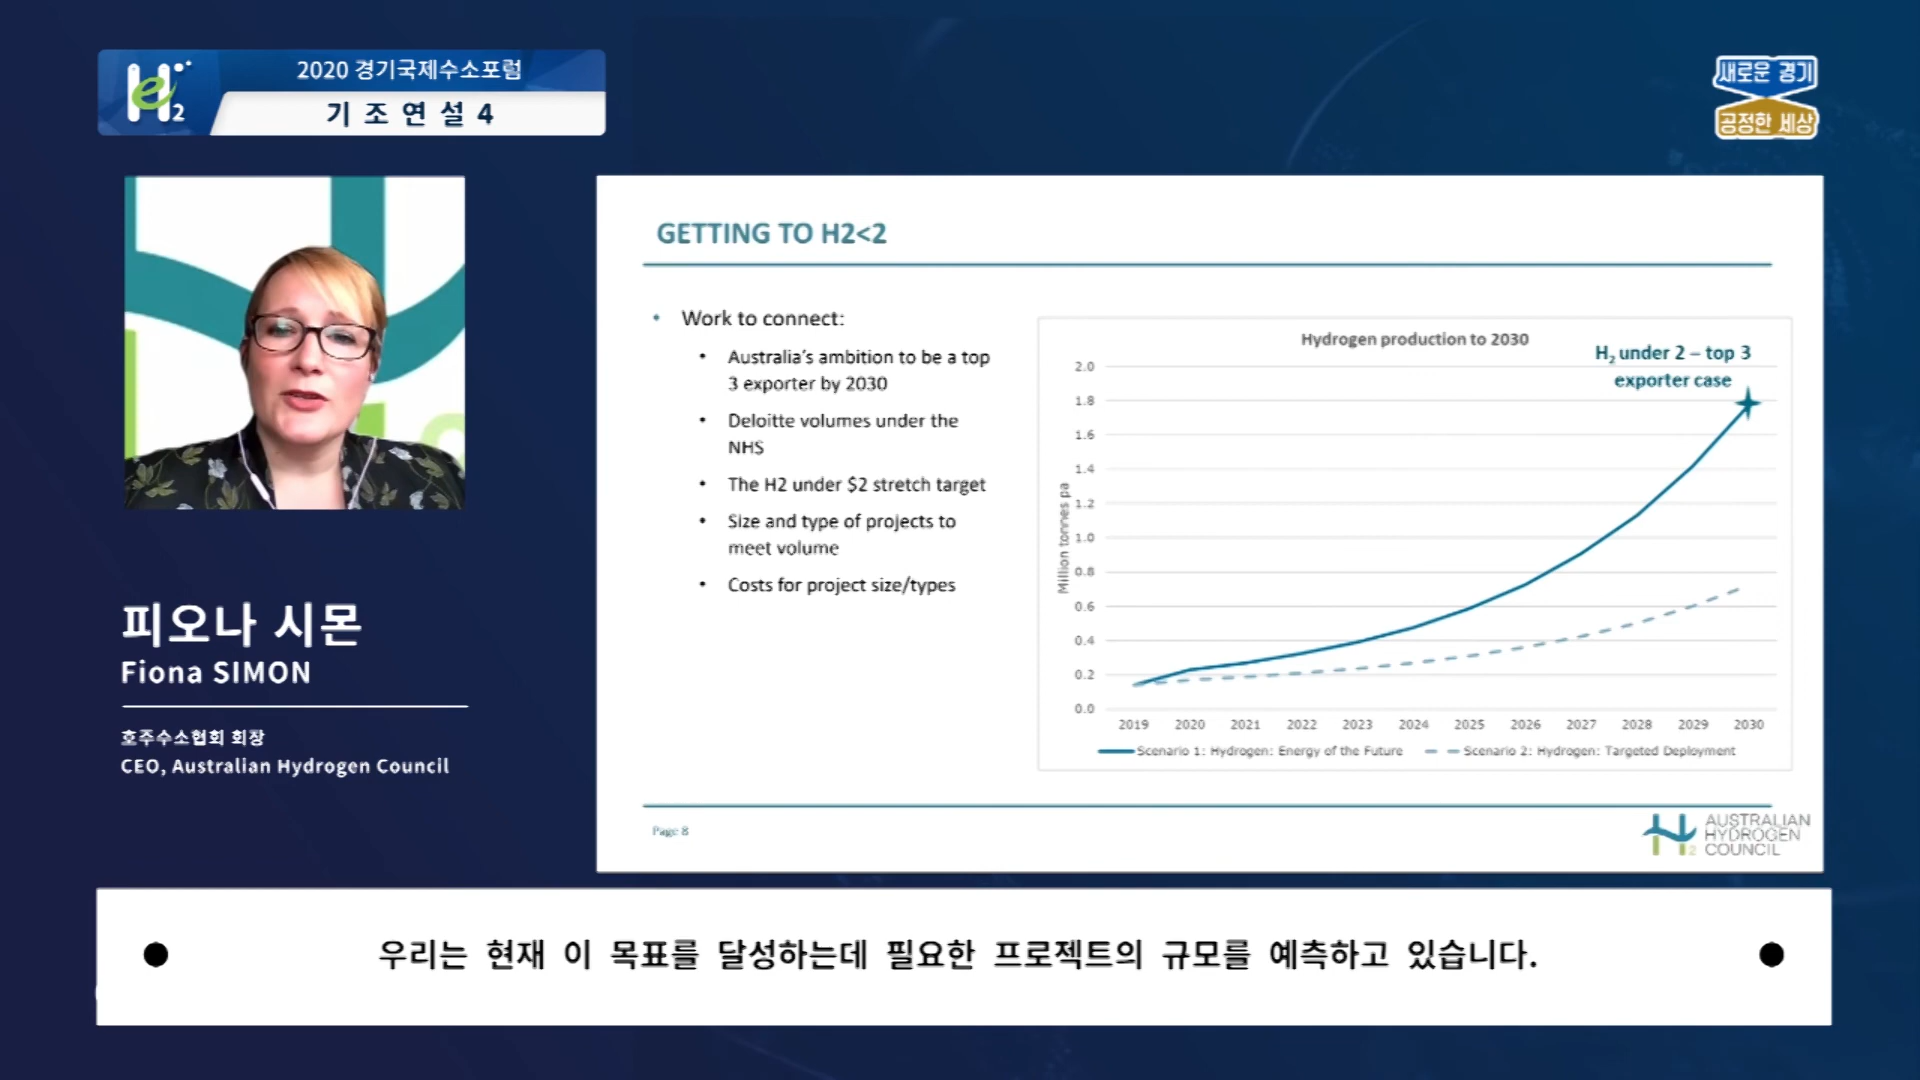 2020 경기국제수소포럼
기조연설 4
새로운 경기
공정한 세상
피오나 시몬
Fiona SIMON
호주수소협회 회장
CEO, Australian Hydrogen Council
GETTING TO H2<2
• Work to connect:
• Australia's ambition to be a top
3 exporter by 2030
• Deloitte volumes under the
NHS
• The H2 under $2 stretch target
• Size and type of projects to
meet volume
• Costs for project size/types
Hydrogen production to 2030
H2 under 2 – top 3
exporter case
Million tonnes pa
2.0
1.8
1.6
1.4
1.2
1.0
0.8
0.6
0.4
0.2
0.0
2019 2020 2021 2022 2023 2024 2025 2026 2027 2028 2029 2030
Scenario 1: Hydrogen: Energy of the Future Scenario 2: Hydrogen: Targeted Deployment
Page 8
AUSTRALIAN
HYDROGEN
COUNCIL
우리는 현재 이 목표를 달성하는데 필요한 프로젝트의 규모를 예측하고 있습니다.